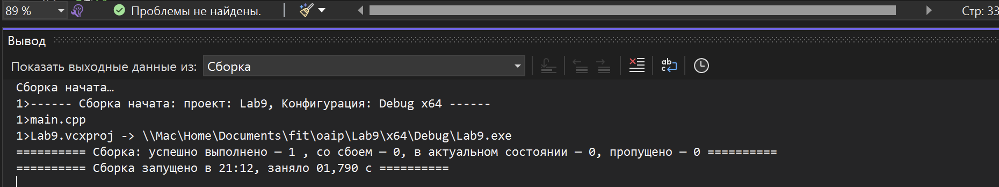 89 %
Проблемы не найдены.
Стр: 33
Вывод
Показать выходные данные из: Сборка
Сборка начата…
1>------ Сборка начата: проект: Lab9, Конфигурация: Debug x64 ------
1>main.cpp
1>Lab9.vcxproj -> \\Mac\Home\Documents\fit\oaip\Lab9\x64\Debug\Lab9.exe
========== Сборка: успешно выполнено — 1 , со сбоем — 0, в актуальном состоянии — 0, пропущено — 0 ==========
========== Сборка запущено в 21:12, заняло 01,790 с ==========